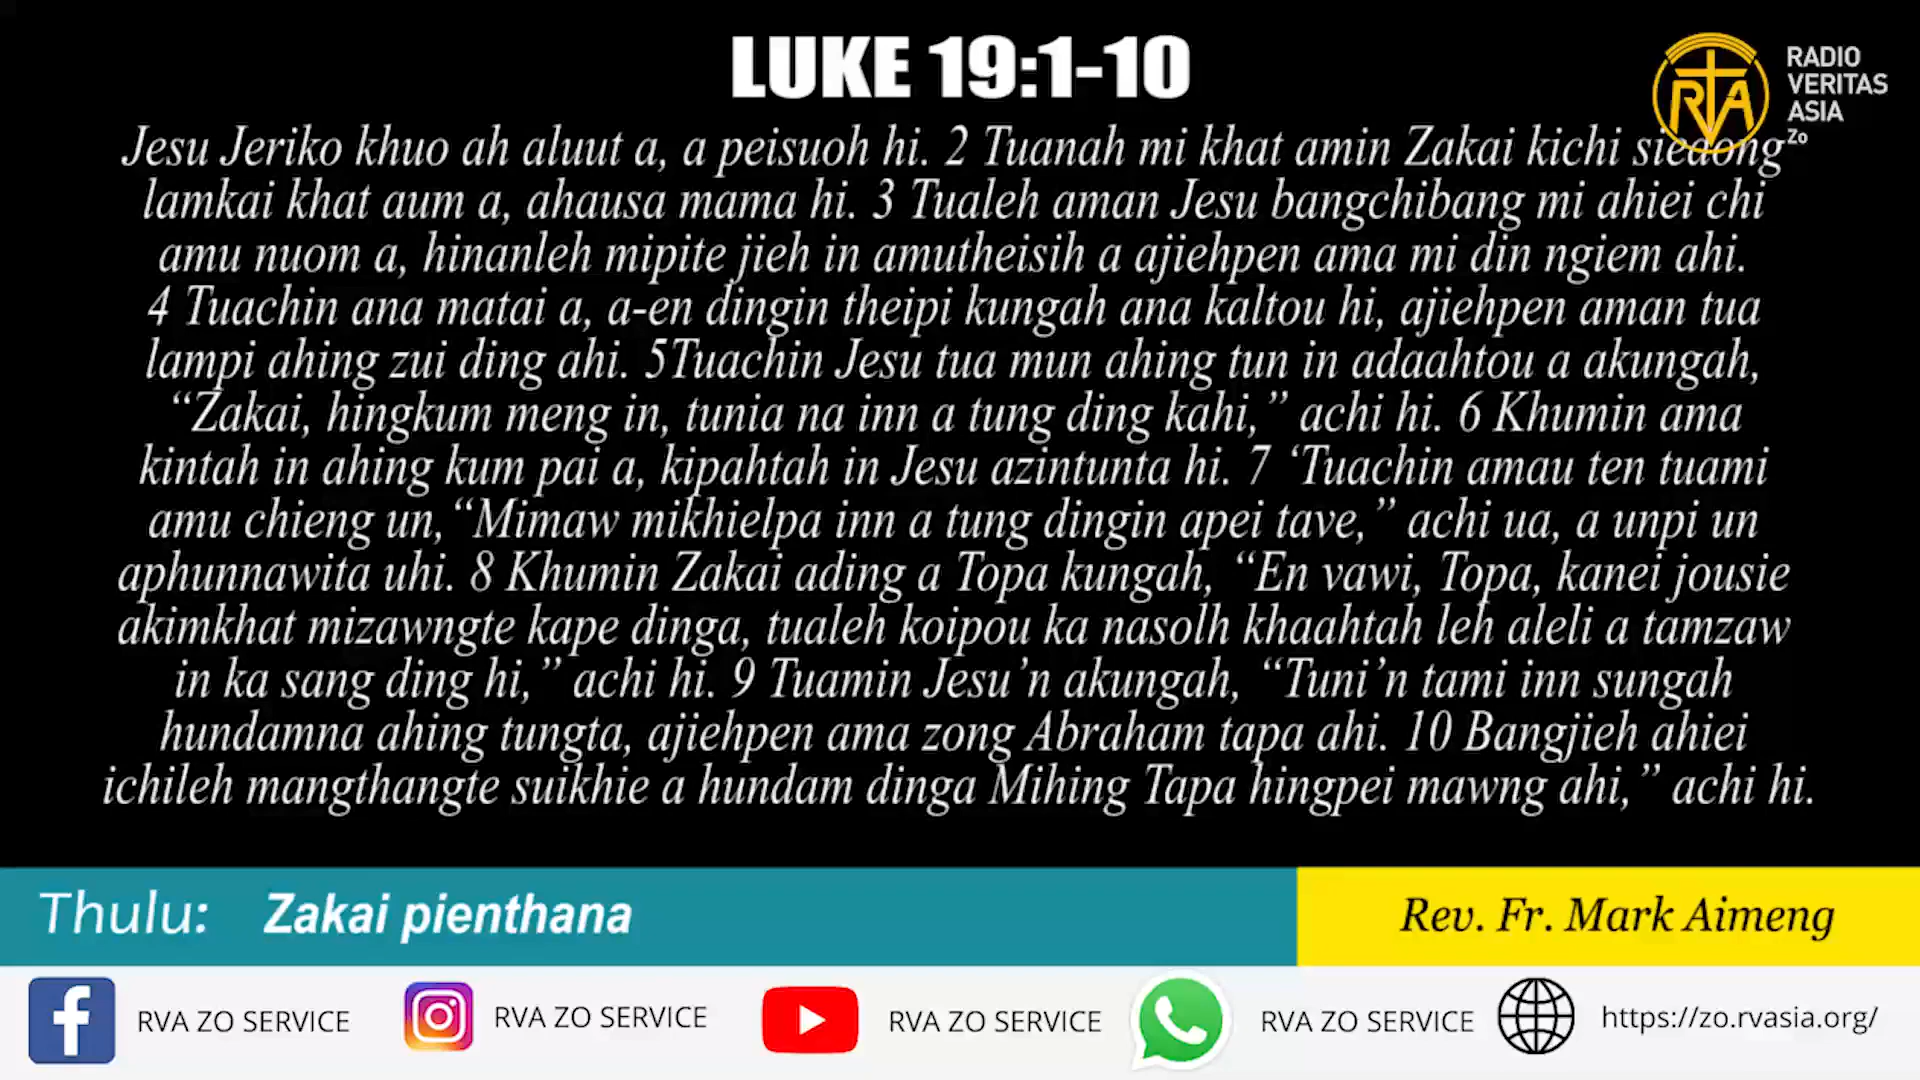 LUKE 19:1-10
RADIO
VERITAS
ASIA
Zo
RVA
Jesu Jeriko khuo ah aluut a, a peisuoh hi. 2 Tuanah mi khat amin Zakai kichi siedong
lamkai khat aum a, ahausa mama hi. 3 Tualeh aman Jesu bangchibang mi ahiei chi
amu nuom a, hinanleh mipite jieh in amutheisih a ajiehpen ama mi din ngiem ahi.
4 Tuachin ana matai a, a-en dingin theipi kungah ana kaltou hi, ajiehpen aman tua
lampi ahing zui ding ahi. 5Tuachin Jesu tua mun ahing tun in adaahtou a akungah,
“Zakai, hingkum meng in, tunia na inn a tung ding kahi,” achi hi. 6 Khumin ama
kintah in ahing kum pai a, kipahtah in Jesu azintunta hi. 7 ‘Tuachin amau ten tuami
amu chieng un, “Mimaw mikhielpa inn a tung dingin apei tave,” achi ua, a unpi un
aphunnawita uhi. 8 Khumin Zakai ading a Topa kungah, “En vawi, Topa, kanei jousie
akimkhat mizawngte kape dinga, tualeh koipou ka nasolh khaahtah leh aleli a tamzaw
in ka sang ding hi,” achi hi. 9 Tuamin Jesu’n akungah, “Tuni’n tami inn sungah
hundamna ahing tungta, ajiehpen ama zong Abraham tapa ahi. 10 Bangjieh ahiei
ichileh mangthangte suikhie a hundam dinga Mihing Tapa hingpei mawng ahi,” achi hi.
Thulu: Zakai pienthana
Rev. Fr. Mark Aimeng
RVA ZO SERVICE
RVA ZO SERVICE
RVA ZO SERVICE
RVA ZO SERVICE
https://zo.rvasia.org/